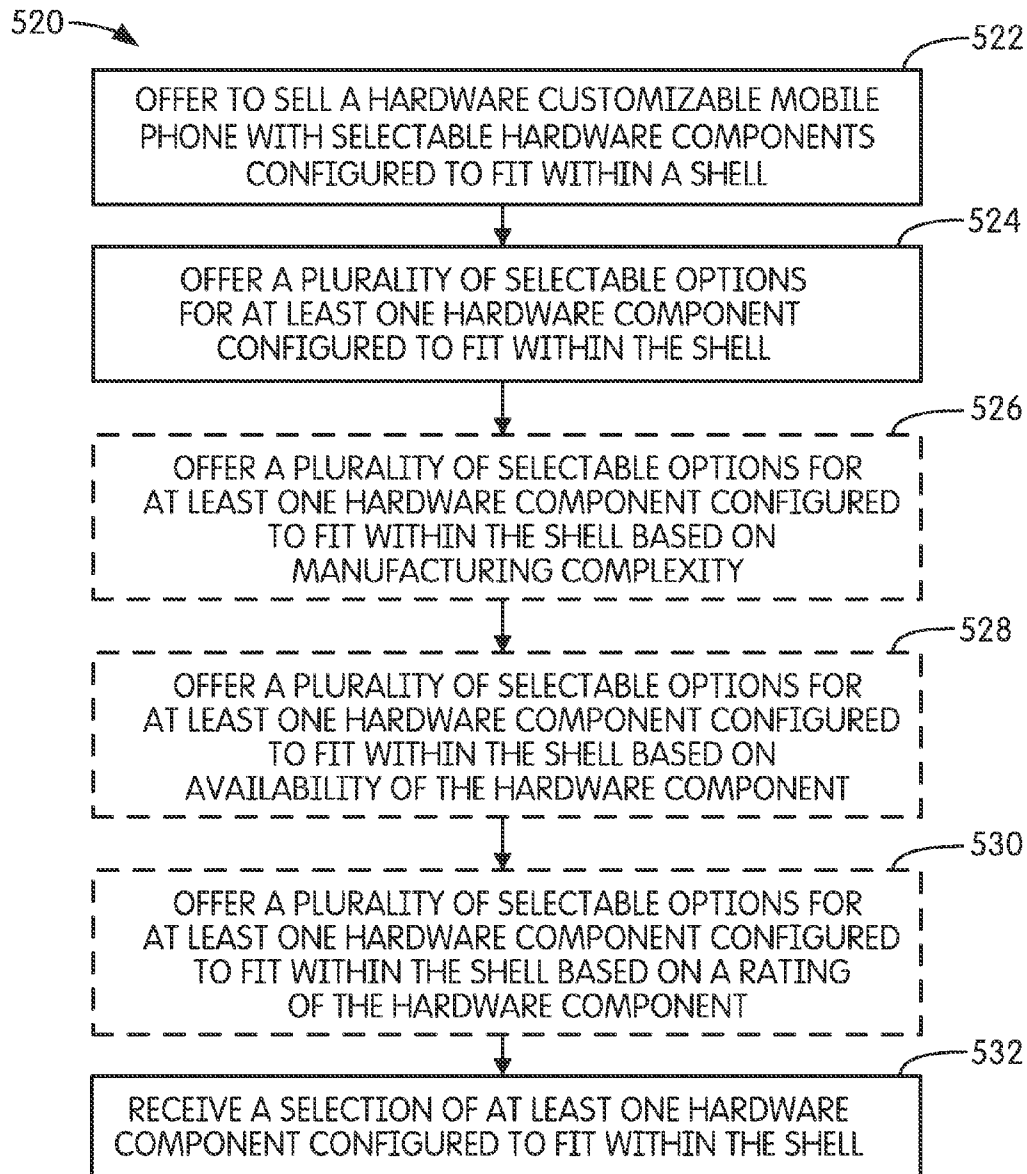 520
522
OFFER TO SELL A HARDWARE CUSTOMIZABLE MOBILE
PHONE WITH SELECTABLE HARDWARE COMPONENTS
CONFIGURED TO FIT WITHIN A SHELL
524
OFFER A PLURALITY OF SELECTABLE OPTIONS
FOR AT LEAST ONE HARDWARE COMPONENT
CONFIGURED TO FIT WITHIN THE SHELL
526
OFFER A PLURALITY OF SELECTABLE OPTIONS FOR
AT LEAST ONE HARDWARE COMPONENT CONFIGURED
TO FIT WITHIN THE SHELL BASED ON
MANUFACTURING COMPLEXITY
528
OFFER A PLURALITY OF SELECTABLE OPTIONS FOR
AT LEAST ONE HARDWARE COMPONENT CONFIGURED
TO FIT WITHIN THE SHELL BASED ON
AVAILABILITY OF THE HARDWARE COMPONENT
530
OFFER A PLURALITY OF SELECTABLE OPTIONS FOR
AT LEAST ONE HARDWARE COMPONENT CONFIGURED
TO FIT WITHIN THE SHELL BASED ON A RATING
OF THE HARDWARE COMPONENT
532
RECEIVE A SELECTION OF AT LEAST ONE HARDWARE
COMPONENT CONFIGURED TO FIT WITHIN THE SHELL